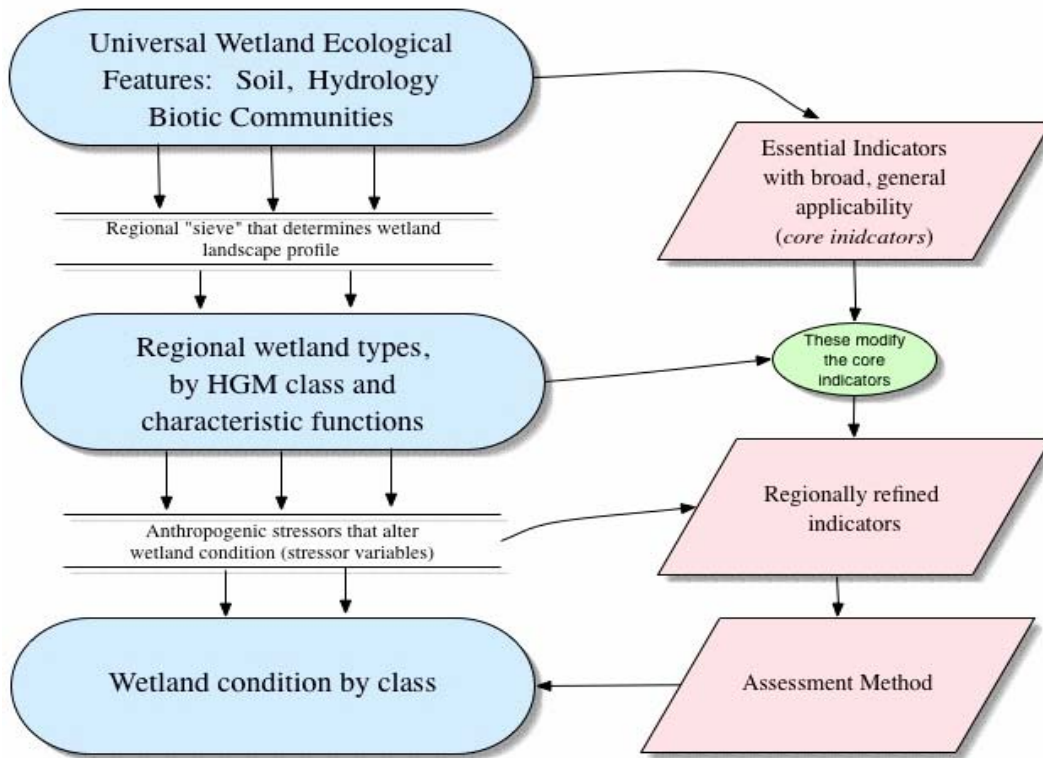 Universal Wetland Ecological
Features: Soil, Hydrology
Biotic Communities
Essential Indicators
with broad, general
applicability
(core inidcators)
Regional "sieve" that determines wetland
landscape profile
Regional wetland types,
by HGM class and
characteristic functions
These modify
the core
indicators
Regionally refined
indicators
Anthropogenic stressors that alter
wetland condition (stressor variables)
Wetland condition by class
Assessment Method